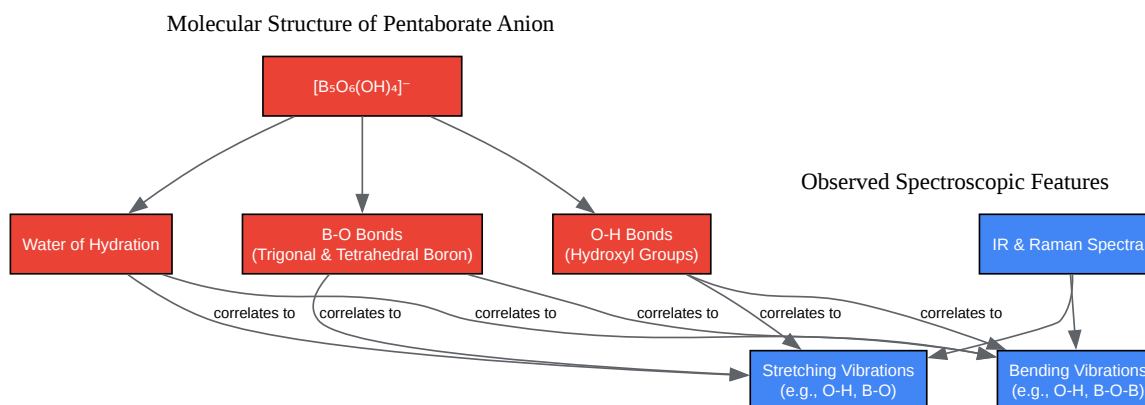 Molecular Structure of Pentaborate Anion
[B₅O₆(OH)₄]⁻
Observed Spectroscopic Features
Water of Hydration
B-O Bonds
(Trigonal & Tetrahedral Boron)
O-H Bonds
(Hydroxyl Groups)
IR & Raman Spectra
correlates to
correlates to
correlates to
correlates to
correlates to
correlates to
Stretching Vibrations
(e.g., O-H, B-O)
Bending Vibrations
(e.g., O-H, B-O-B)